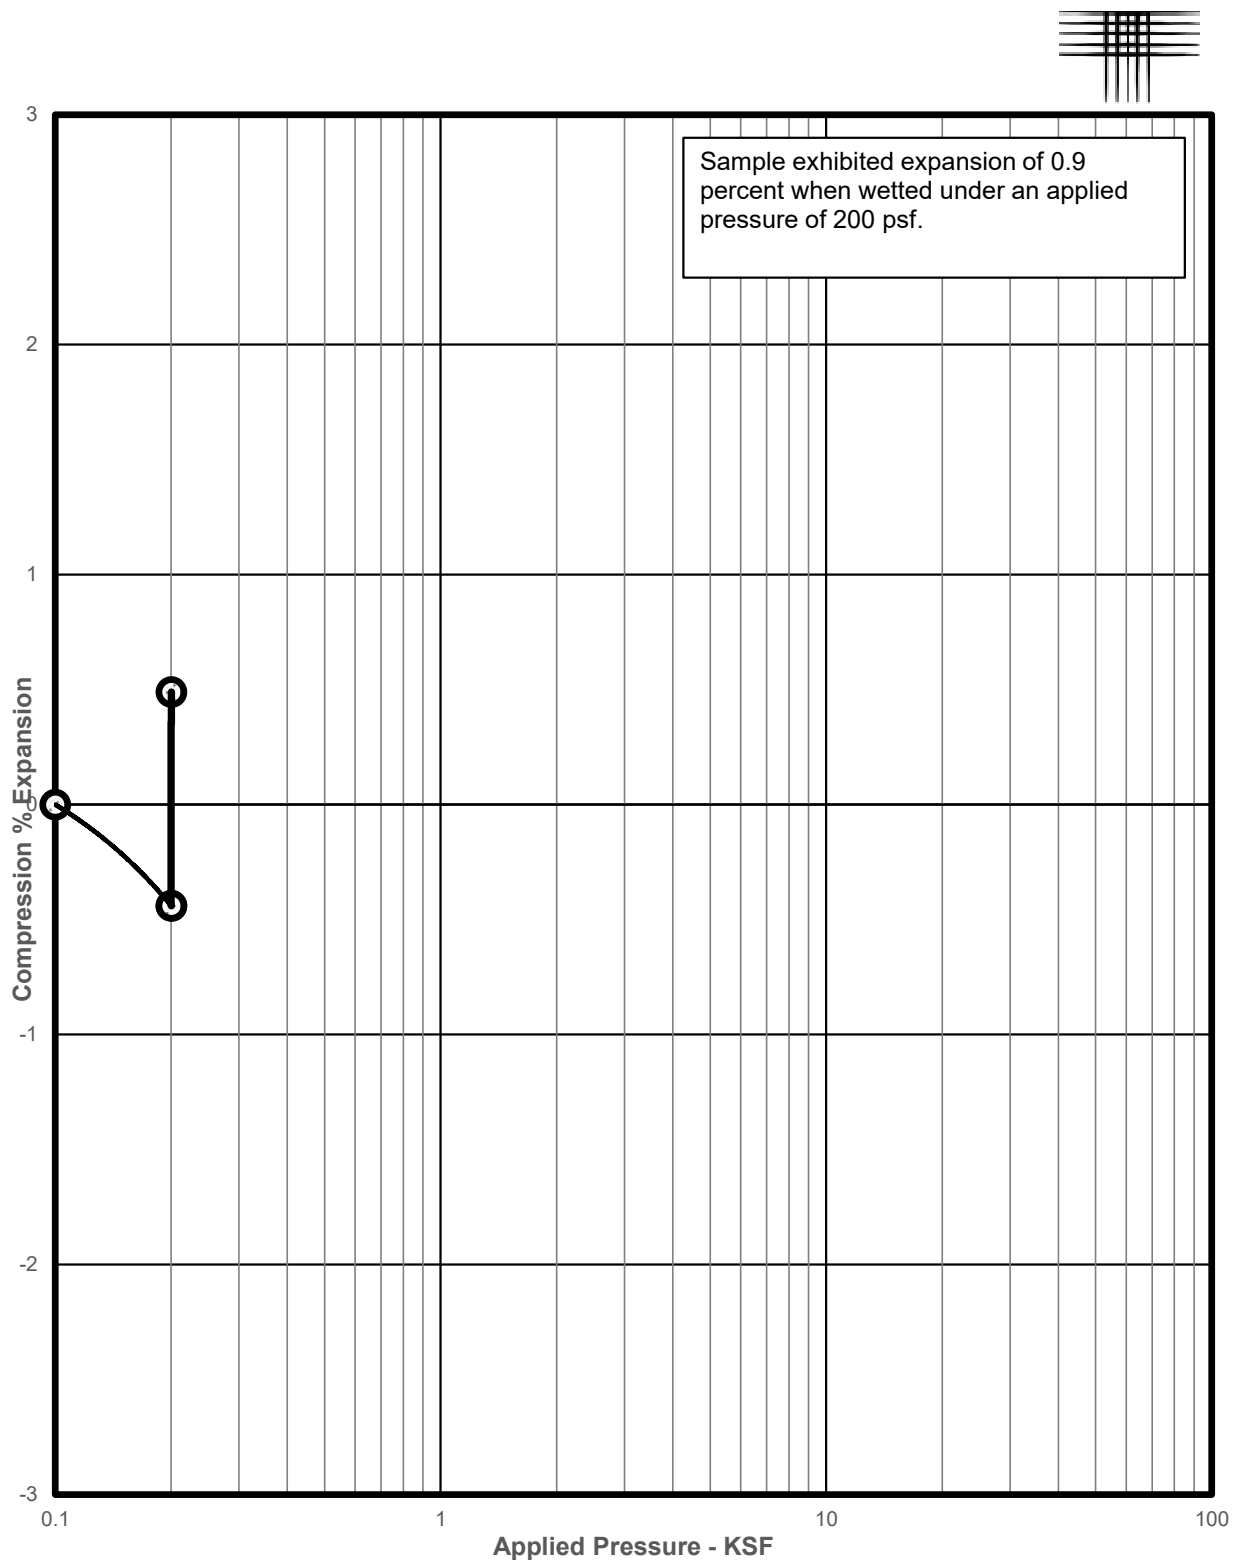 Sample exhibited expansion of 0.9
percent when wetted under an applied
pressure of 200 psf.
3
2
1
0
-1
-2
-3
Compression % Expansion
0.1
1
10
100
Applied Pressure - KSF